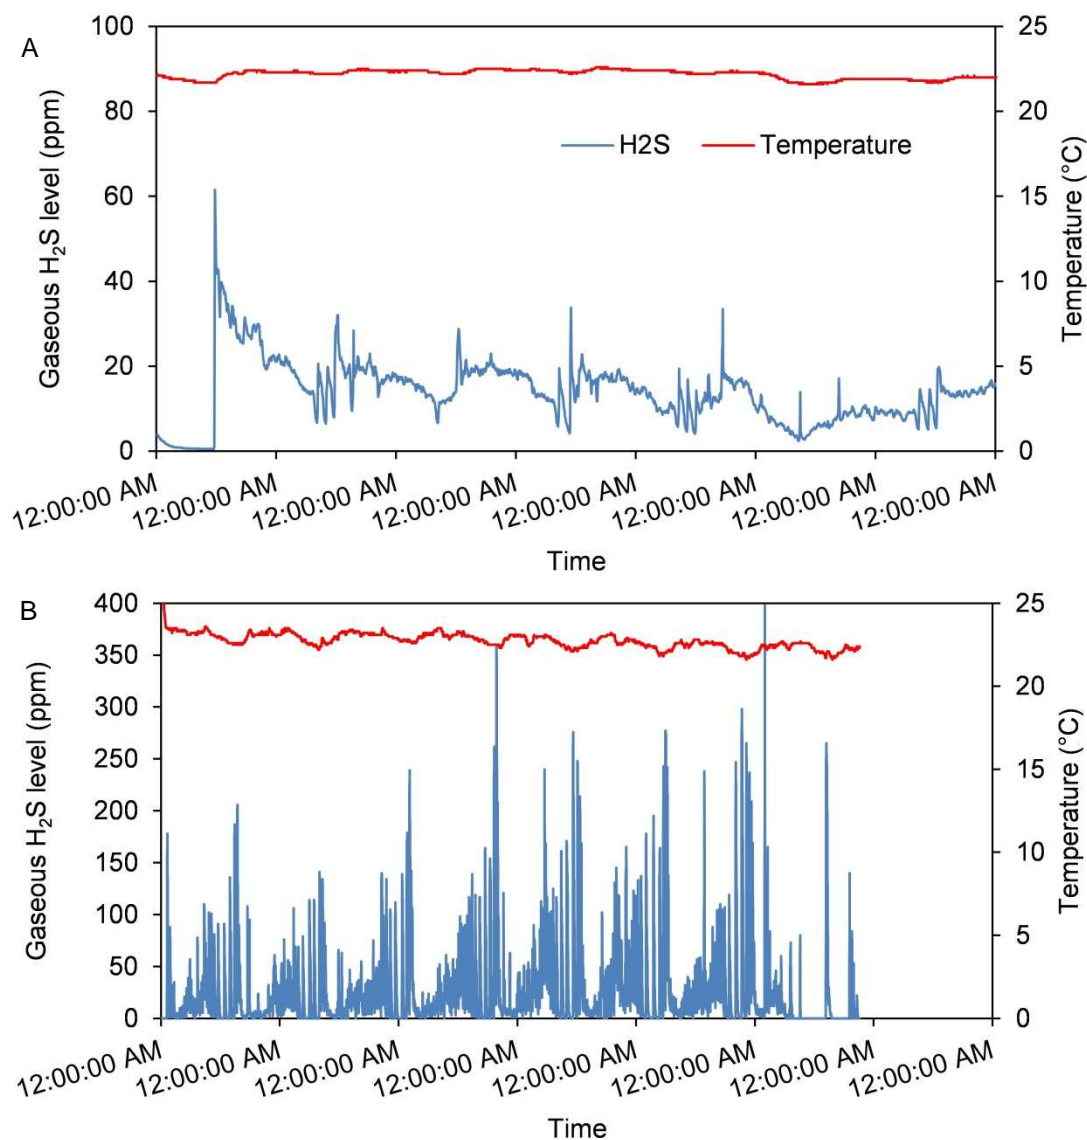 A
100
80
60
40
20
0
Gaseous H₂S level (ppm)
25
20
15
10
5
0
Temperature (°C)
H2S
Temperature
12:00:00 AM
12:00:00 AM
12:00:00 AM
12:00:00 AM
12:00:00 AM
12:00:00 AM
12:00:00 AM
12:00:00 AM
Time
B
400
350
300
250
200
150
100
50
0
Gaseous H₂S level (ppm)
25
20
15
10
5
0
Temperature (°C)
12:00:00 AM
12:00:00 AM
12:00:00 AM
12:00:00 AM
12:00:00 AM
12:00:00 AM
12:00:00 AM
12:00:00 AM
Time